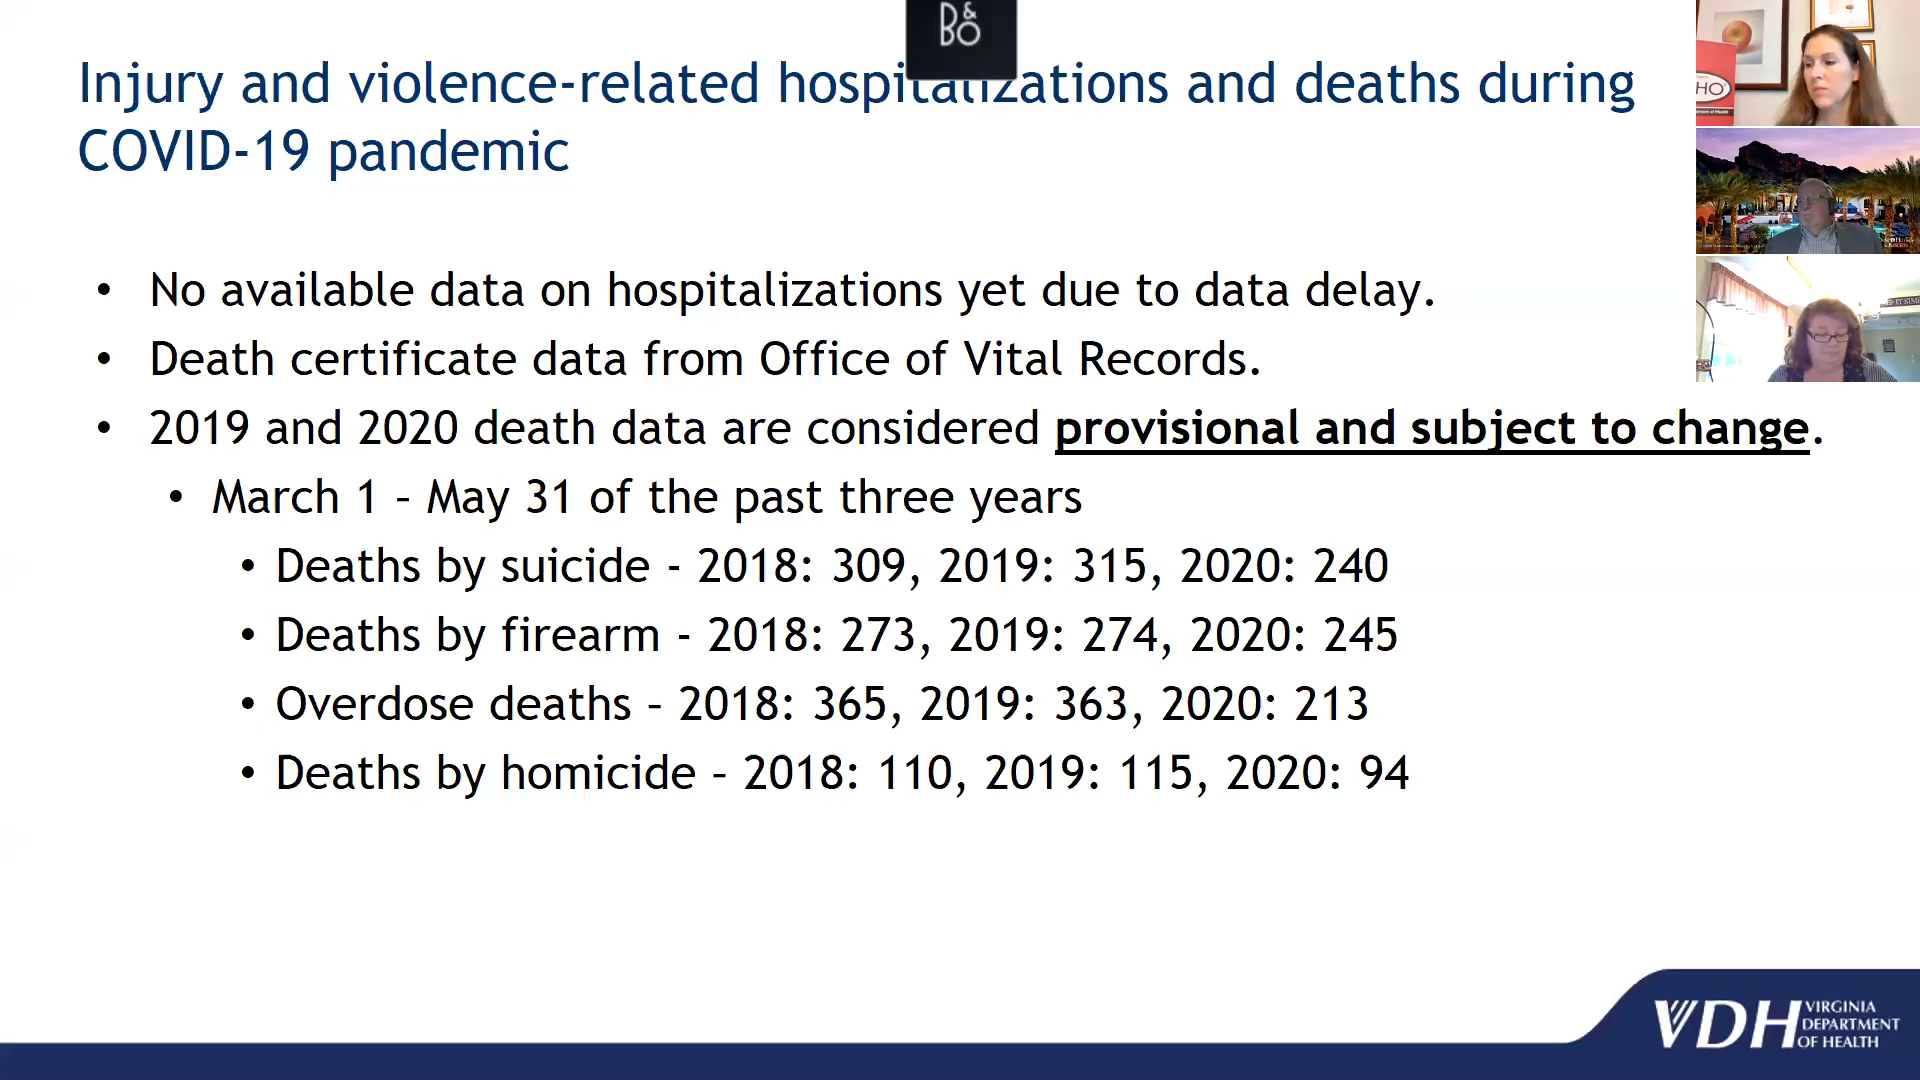 B&O
Injury and violence-related hospitalizations and deaths during
COVID-19 pandemic
• No available data on hospitalizations yet due to data delay.
• Death certificate data from Office of Vital Records.
• 2019 and 2020 death data are considered provisional and subject to change.
• March 1 – May 31 of the past three years
• Deaths by suicide - 2018: 309, 2019: 315, 2020: 240
• Deaths by firearm - 2018: 273, 2019: 274, 2020: 245
• Overdose deaths – 2018: 365, 2019: 363, 2020: 213
• Deaths by homicide – 2018: 110, 2019: 115, 2020: 94
HO
IT SIM
VDH VIRGINIA
DEPARTMENT
OF HEALTH